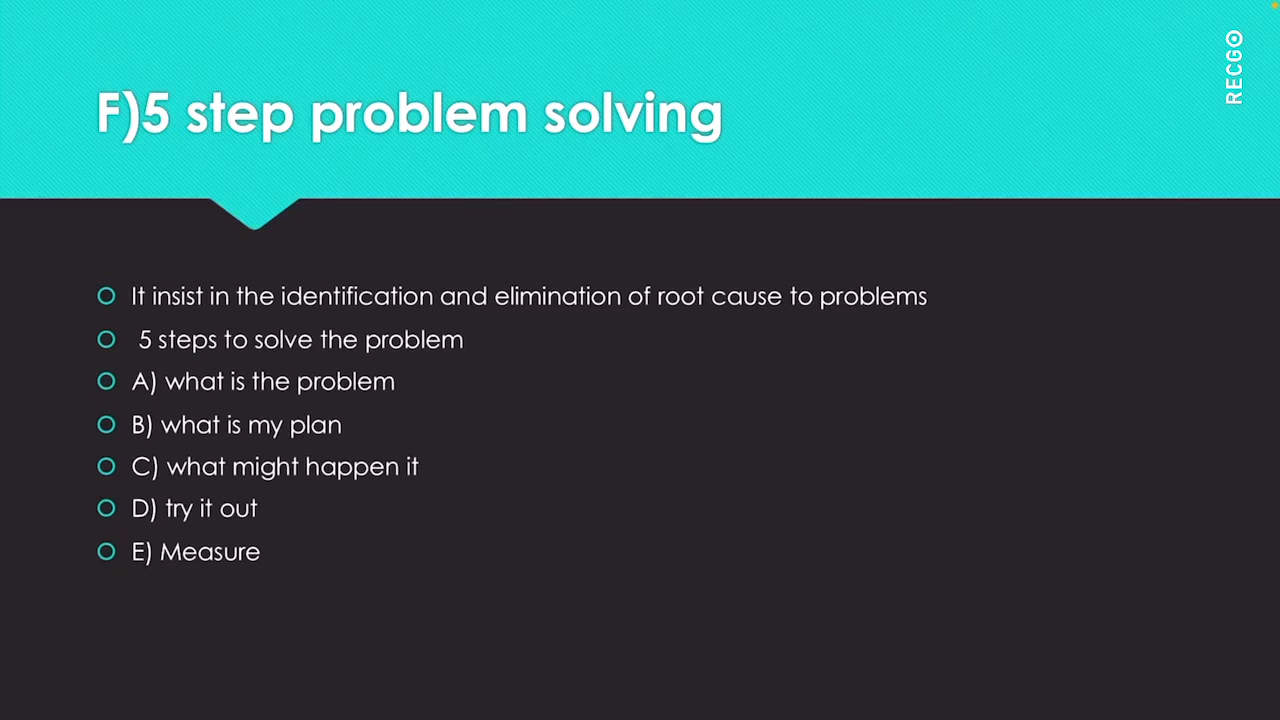 F)5 step problem solving
RECGO
It insist in the identification and elimination of root cause to problems
5 steps to solve the problem
A) what is the problem
B) what is my plan
C) what might happen it
D) try it out
E) Measure